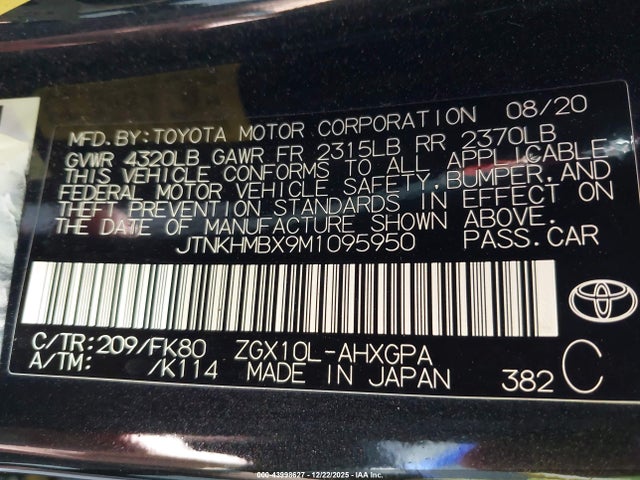 MFD.BY:TOYOTA MOTOR CORPORATION 08/20
GVWR 4320LB GAWR FR 2315LB RR 2370LB
THIS VEHICLE CONFORMS TO ALL APPLICABLE
FEDERAL MOTOR VEHICLE SAFETY,BUMPER,AND
THEFT PREVENTION STANDARDS IN EFFECT ON
THE DATE OF MANUFACTURE SHOWN ABOVE.
JTNKHMBX9M1095950 PASS.CAR
C/TR:209/FK80 ZGX10L-AHXGPA
A/TM: /K114 MADE IN JAPAN 382 C
000-43998627 - 12/22/2025 - IAA Inc.